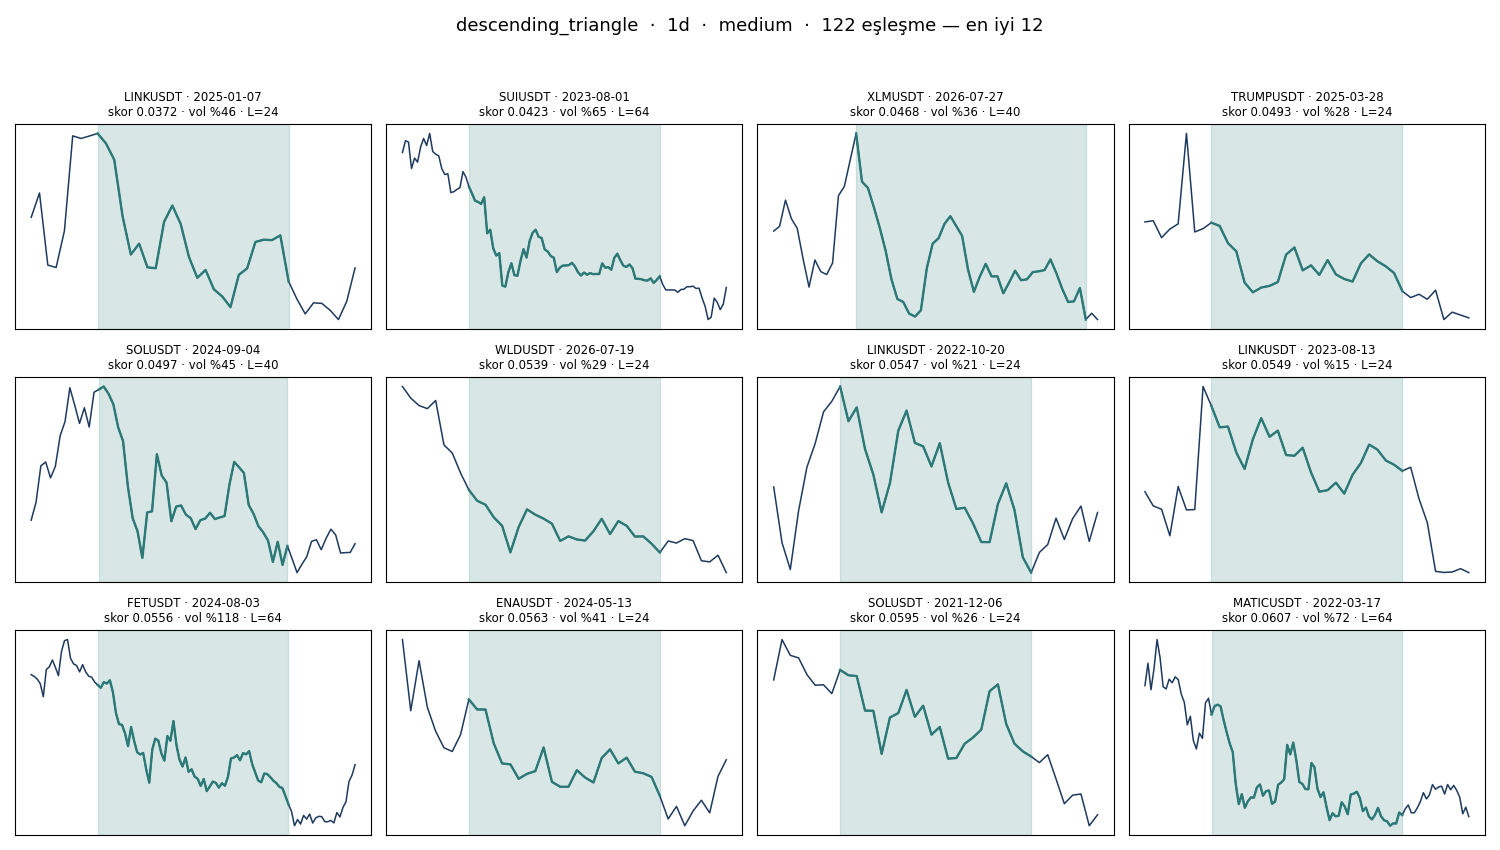 descending_triangle · 1d · medium · 122 eşleşme — en iyi 12
LINKUSDT · 2025-01-07
skor 0.0372 · vol %46 · L=24
SUIUSDT · 2023-08-01
skor 0.0423 · vol %65 · L=64
XLMUSDT · 2026-07-27
skor 0.0468 · vol %36 · L=40
TRUMPUSDT · 2025-03-28
skor 0.0493 · vol %28 · L=24
SOLUSDT · 2024-09-04
skor 0.0497 · vol %45 · L=40
WLDUSDT · 2026-07-19
skor 0.0539 · vol %29 · L=24
LINKUSDT · 2022-10-20
skor 0.0547 · vol %21 · L=24
LINKUSDT · 2023-08-13
skor 0.0549 · vol %15 · L=24
FETUSDT · 2024-08-03
skor 0.0556 · vol %118 · L=64
ENAUSDT · 2024-05-13
skor 0.0563 · vol %41 · L=24
SOLUSDT · 2021-12-06
skor 0.0595 · vol %26 · L=24
MATICUSDT · 2022-03-17
skor 0.0607 · vol %72 · L=64